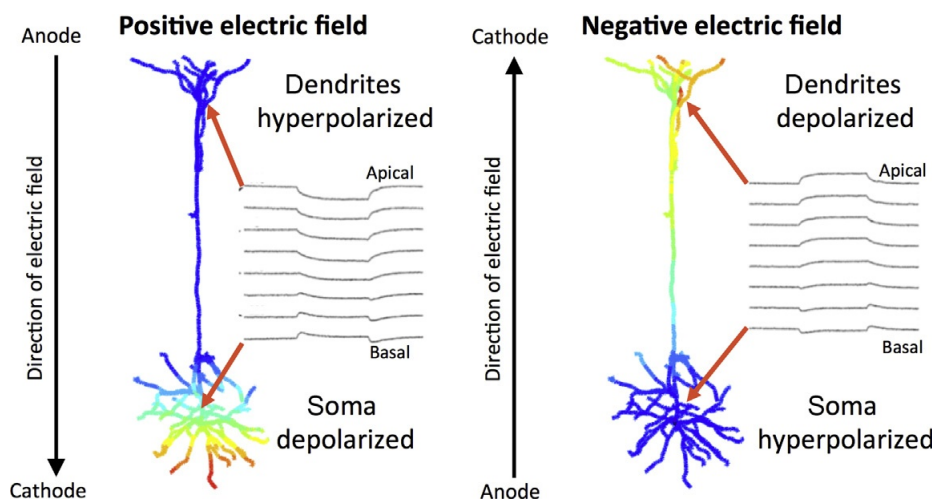 Positive electric field
Anode
Dendrites
hyperpolarized
Apical
Direction of electric field
Basal
Soma
depolarized
Cathode
Negative electric field
Cathode
Dendrites
depolarized
Apical
Direction of electric field
Basal
Soma
hyperpolarized
Anode